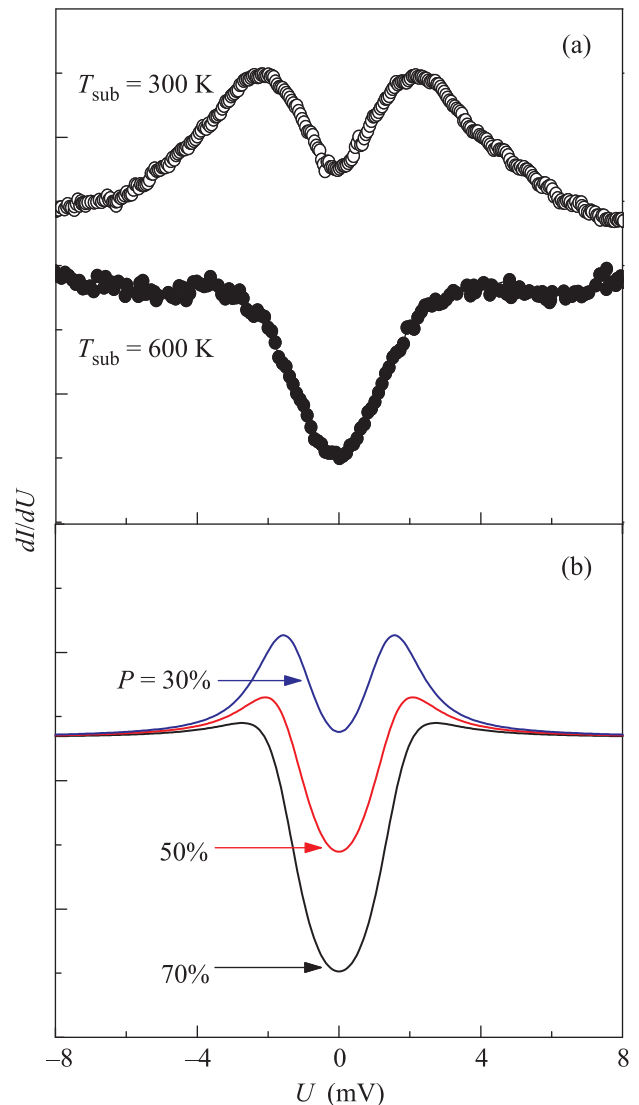 (a)
T_sub = 300 K
T_sub = 600 K
dI/dU
(b)
P = 30%
50%
70%
–8 –4 0 4 8
U (mV)